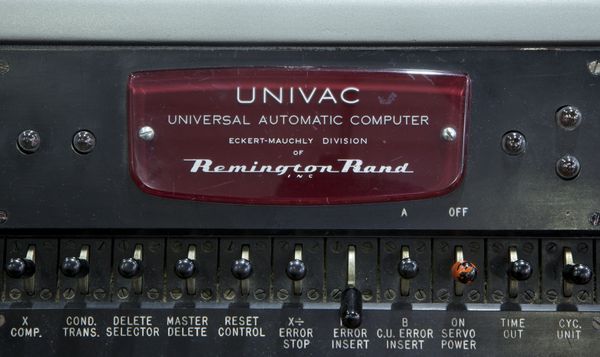 UNIVAC
UNIVERSAL AUTOMATIC COMPUTER
ECKERT-MAUCHLY DIVISION
OF
Remington Rand
INC
A OFF
X COMP.
COND. TRANS.
DELETE SELECTOR
MASTER DELETE
RESET CONTROL
X÷ ERROR STOP
ERROR INSERT
B C.U. ERROR INSERT
ON SERVO POWER
TIME OUT
CYC. UNIT